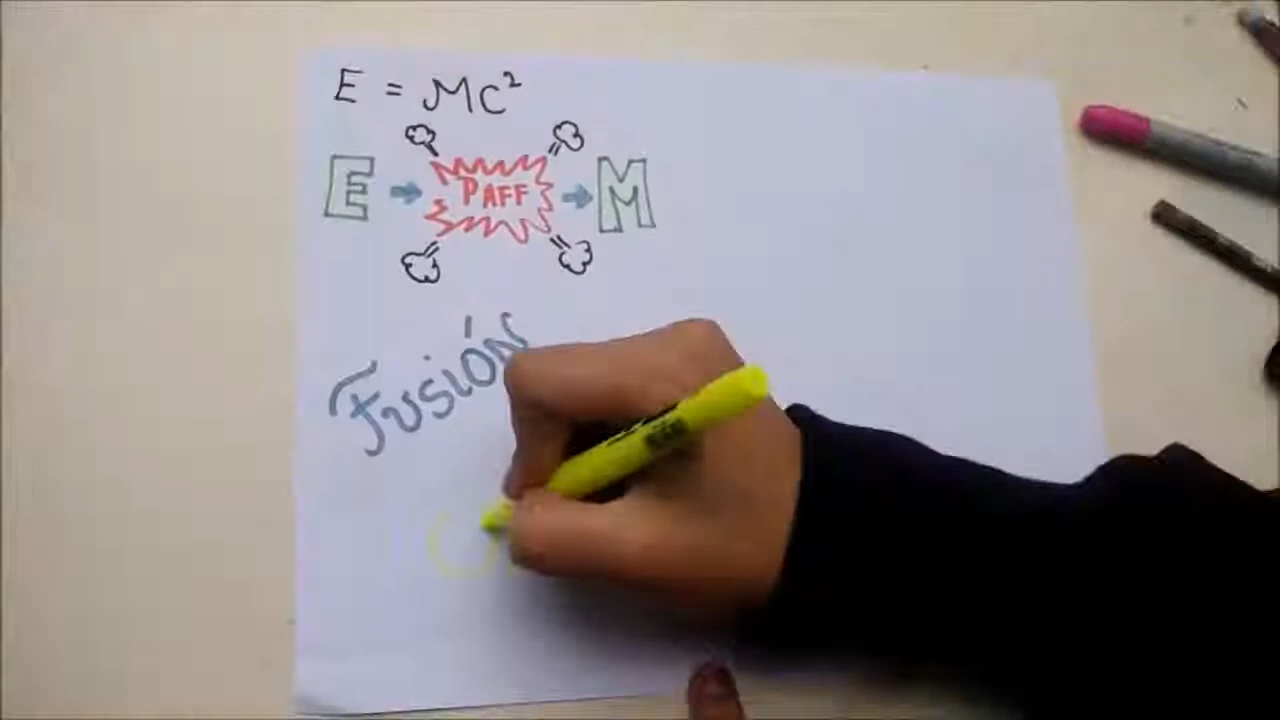 E = MC²
E → PAFF → M
Fusión